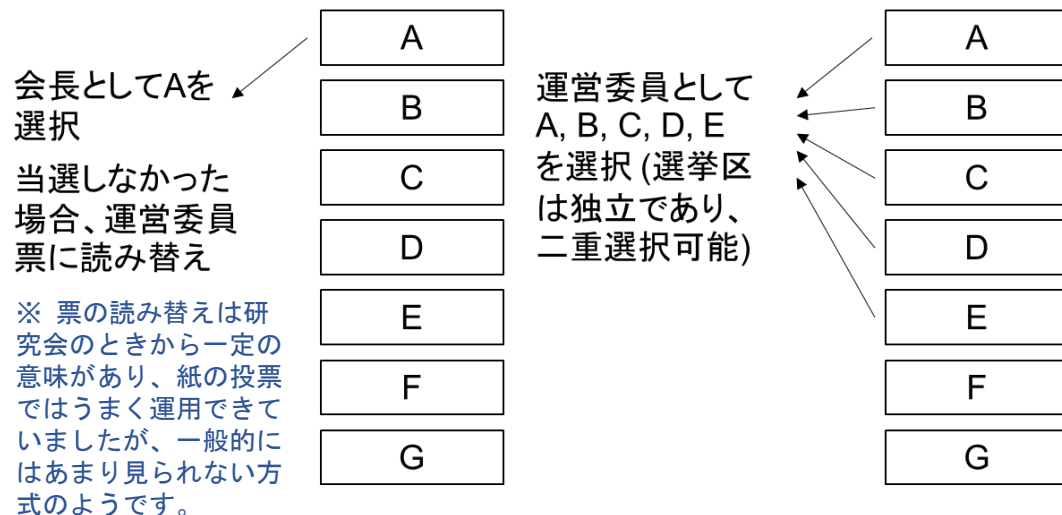 会長としてAを
選択
当選しなかった
場合、運営委員
票に読み替え
※ 票の読み替えは研
究会のときから一定の
意味があり、紙の投票
ではうまく運用できて
いましたが、一般的に
はあまり見られない方
式のようです。
A
B
C
D
E
F
G
運営委員として
A, B, C, D, E
を選択 (選挙区
は独立であり、
二重選択可能)
A
B
C
D
E
F
G